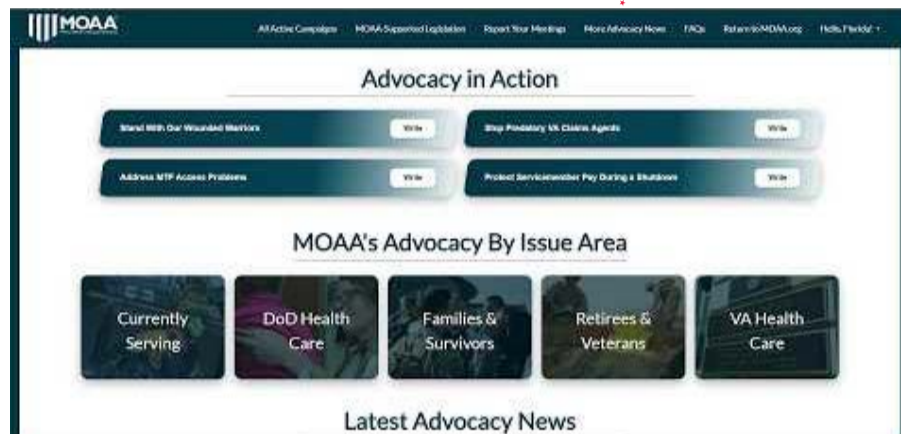 MOAA
All Active Campaigns MOAA-Supported Legislation Report Your Meetings More Advocacy News FAQs Return to MOAA.org Hello, Florida!
Advocacy in Action
Stand With Our Wounded Warriors Write Stop Predatory VA Claims Agents Write
Address MTF Access Problems Write Protect Servicemember Pay During a Shutdown Write
MOAA's Advocacy By Issue Area
Currently
Serving
DoD Health
Care
Families &
Survivors
Retirees &
Veterans
VA Health
Care
Latest Advocacy News